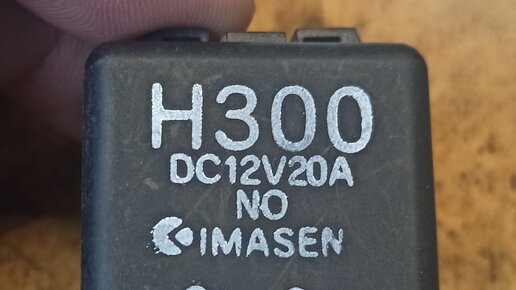 H300
DC12V20A
NO
IMASEN